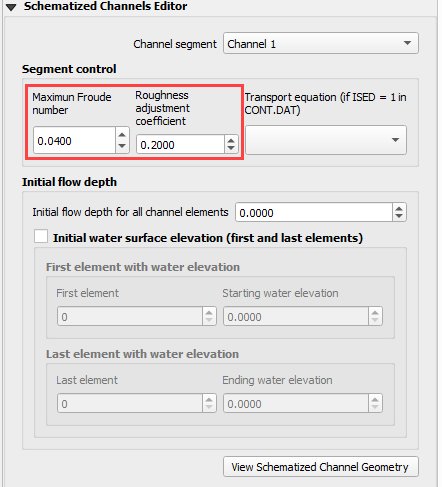 Schematized Channels Editor
Channel segment Channel 1
Segment control
Maximun Froude
number
Roughness
adjustment
coefficient
Transport equation (if ISED = 1 in
CONT.DAT)
0.0400
0.2000
Initial flow depth
Initial flow depth for all channel elements 0.0000
Initial water surface elevation (first and last elements)
First element with water elevation
First element
Starting water elevation
0
0.0000
Last element with water elevation
Last element
Ending water elevation
0
0.0000
View Schematized Channel Geometry